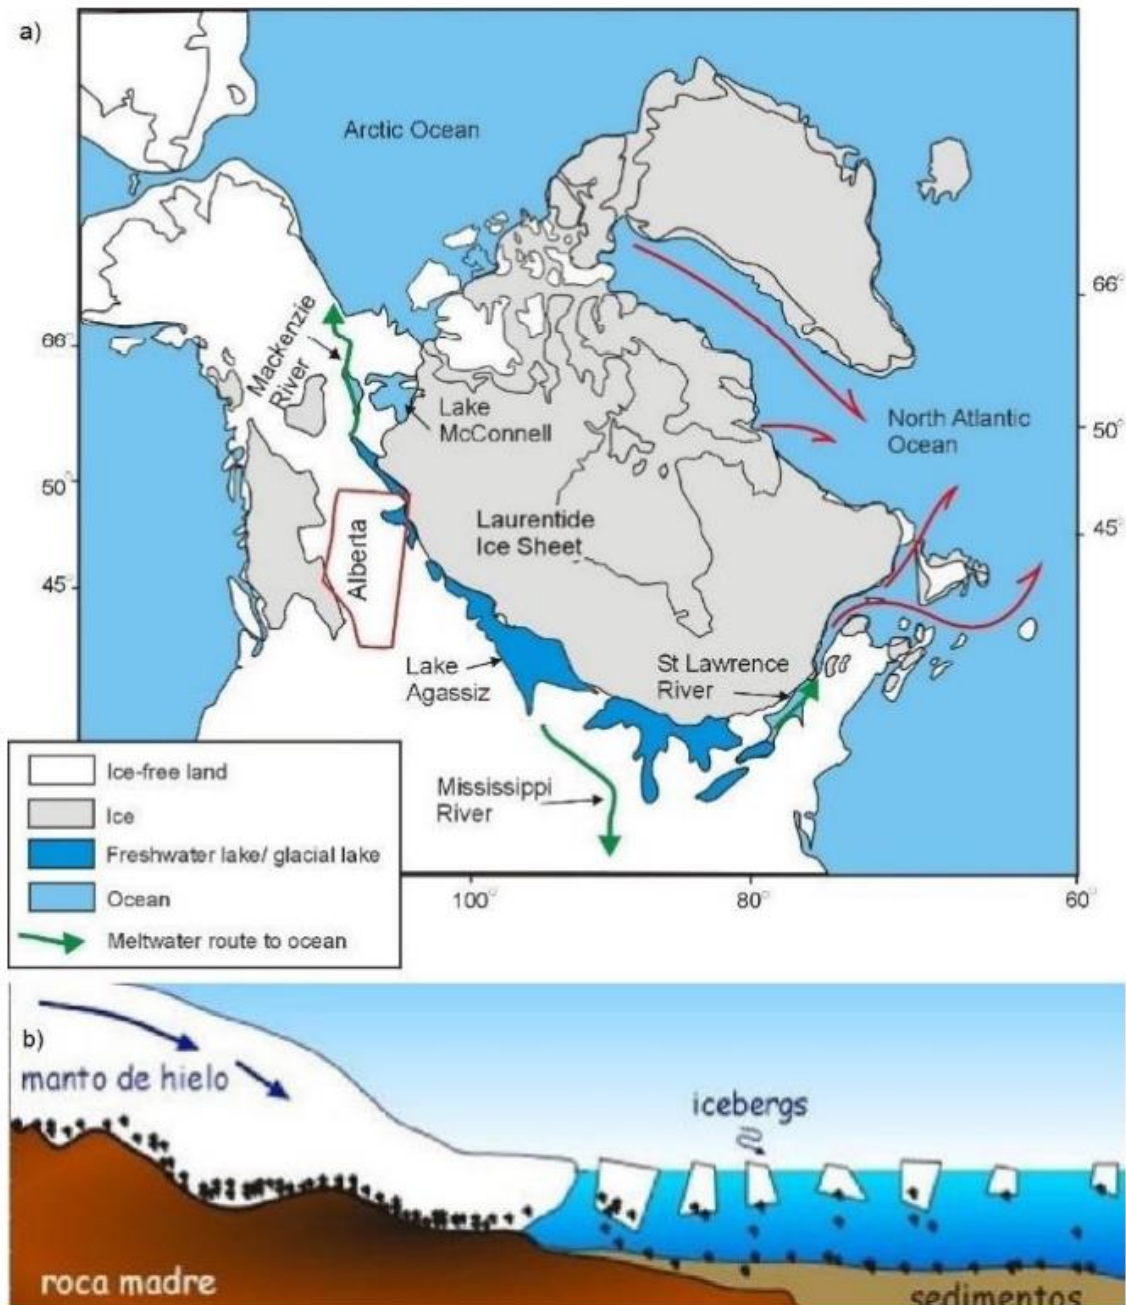 a)
Arctic Ocean
66°
66°
Mackenzie
River
Lake
McConnell
North Atlantic
Ocean
50°
50°
Laurentide
Ice Sheet
Alberta
45°
45°
Lake
Agassiz
St Lawrence
River
Mississippi
River
Ice-free land
Ice
Freshwater lake/ glacial lake
Ocean
Meltwater route to ocean
100°
80°
60°
b)
manto de hielo
icebergs
roca madre
sedimentos